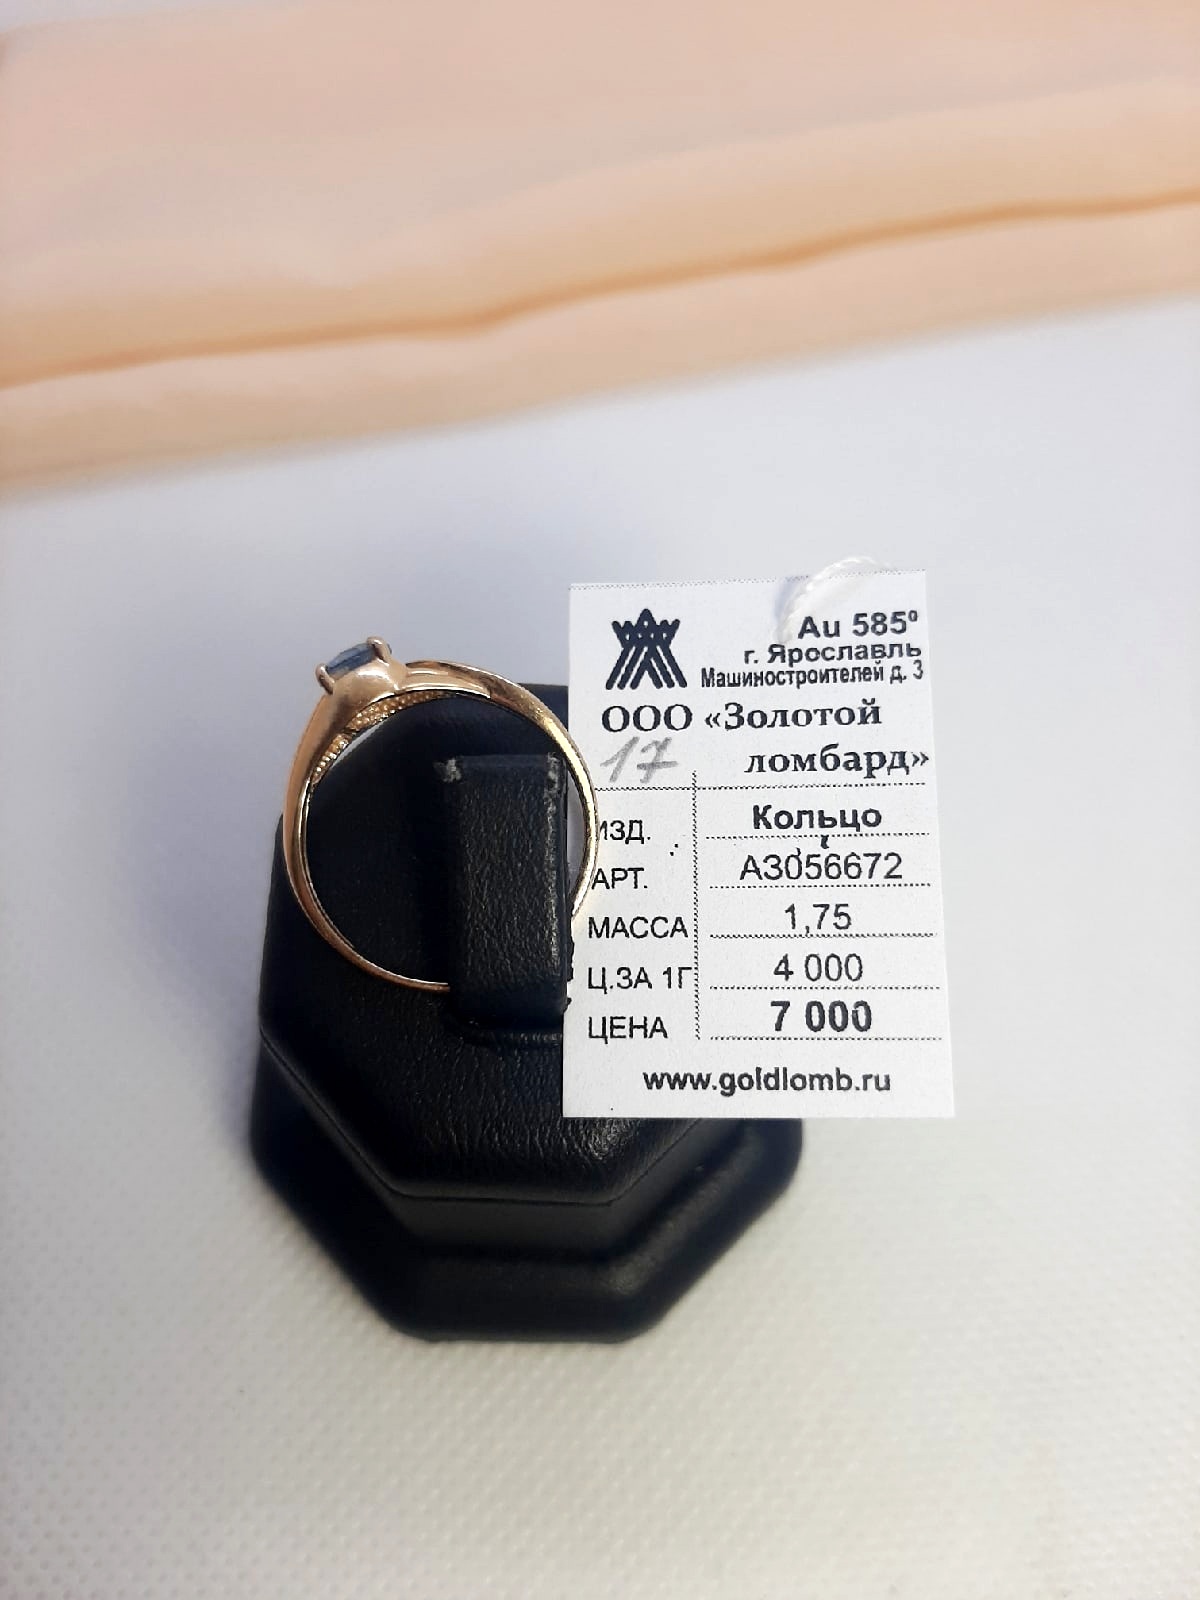 Au 585º
г. Ярославль
Машиностроителей д. 3
ООО «Золотой
ломбард»
17
ИЗД. Кольцо
АРТ. А3056672
МАССА 1,75
Ц.ЗА 1Г 4 000
ЦЕНА 7 000
www.goldlomb.ru